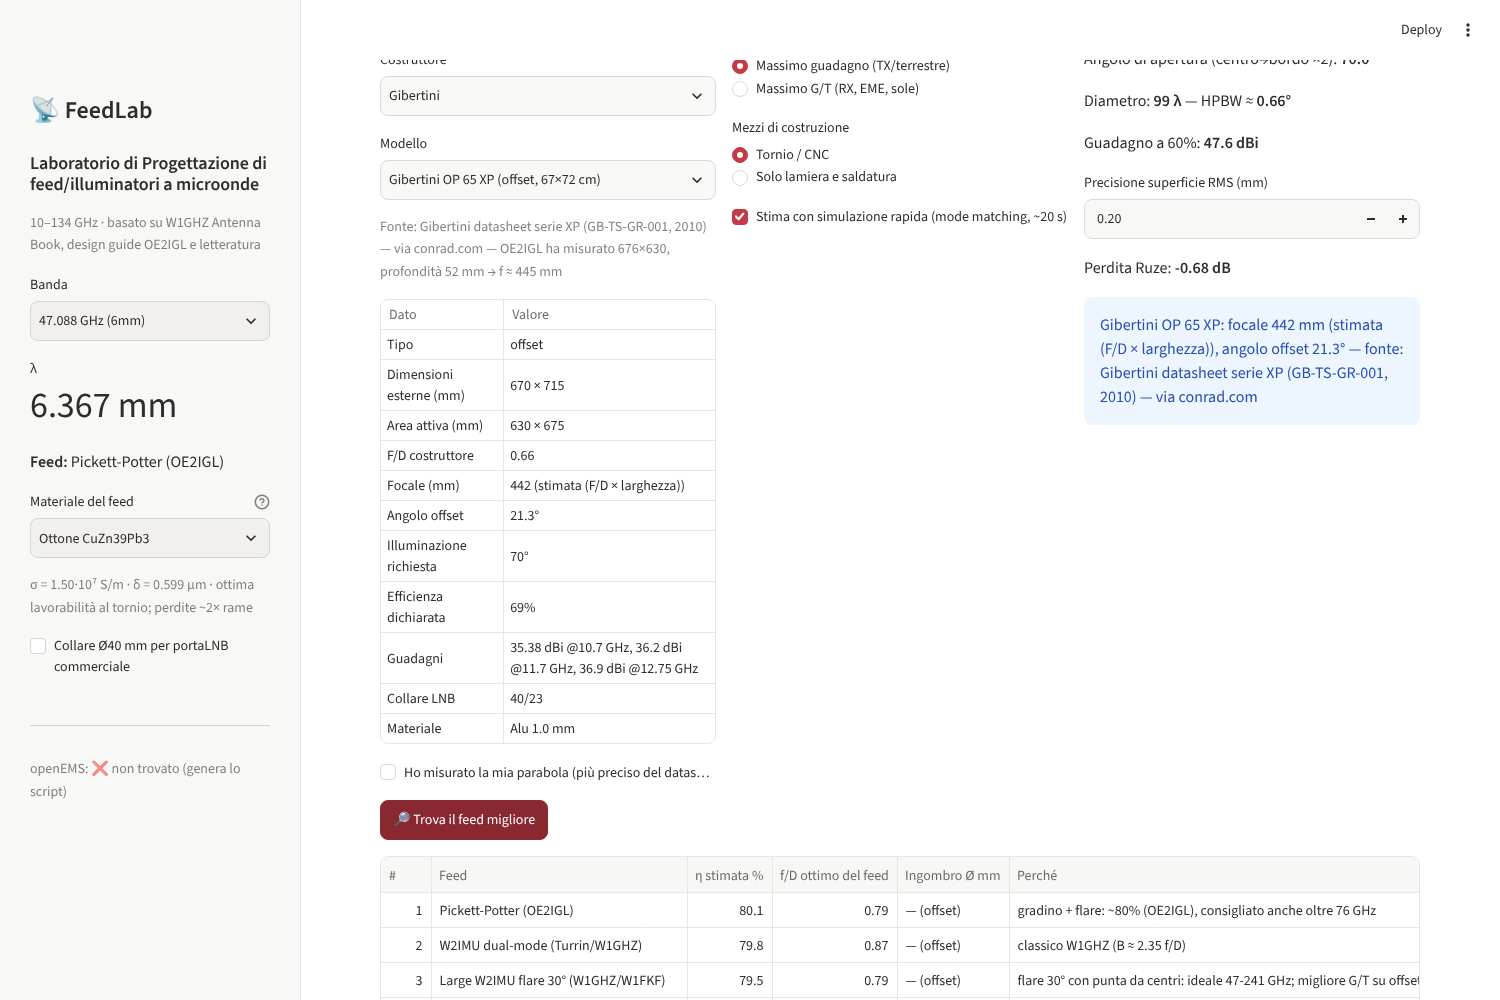 Deploy
FeedLab
Laboratorio di Progettazione di
feed/illuminatori a microonde
10–134 GHz · basato su W1GHZ Antenna
Book, design guide OE2IGL e letteratura
Banda
47.088 GHz (6mm)
λ
6.367 mm
Feed: Pickett-Potter (OE2IGL)
Materiale del feed
Ottone CuZn39Pb3
σ = 1.50·10⁷ S/m · δ = 0.599 µm · ottima
lavorabilità al tornio; perdite ~2× rame
Collare Ø40 mm per portaLNB
commerciale
openEMS: ❌ non trovato (genera lo
script)
Costruttore
Gibertini
Modello
Gibertini OP 65 XP (offset, 67×72 cm)
Fonte: Gibertini datasheet serie XP (GB-TS-GR-001, 2010)
— via conrad.com — OE2IGL ha misurato 676×630,
profondità 52 mm → f ≈ 445 mm
Dato Valore
Tipo offset
Dimensioni
esterne (mm) 670 × 715
Area attiva (mm) 630 × 675
F/D costruttore 0.66
Focale (mm) 442 (stimata (F/D × larghezza))
Angolo offset 21.3°
Illuminazione
richiesta 70°
Efficienza
dichiarata 69%
Guadagni 35.38 dBi @10.7 GHz, 36.2 dBi
@11.7 GHz, 36.9 dBi @12.75 GHz
Collare LNB 40/23
Materiale Alu 1.0 mm
Ho misurato la mia parabola (più preciso del datas…
🔎 Trova il feed migliore
Massimo guadagno (TX/terrestre)
Massimo G/T (RX, EME, sole)
Mezzi di costruzione
Tornio / CNC
Solo lamiera e saldatura
Stima con simulazione rapida (mode matching, ~20 s)
Angolo di apertura (centro→bordo ×2): 70.0°
Diametro: 99 λ — HPBW ≈ 0.66°
Guadagno a 60%: 47.6 dBi
Precisione superficie RMS (mm)
0.20 − +
Perdita Ruze: -0.68 dB
Gibertini OP 65 XP: focale 442 mm (stimata
(F/D × larghezza)), angolo offset 21.3° — fonte:
Gibertini datasheet serie XP (GB-TS-GR-001,
2010) — via conrad.com
# Feed η stimata % f/D ottimo del feed Ingombro Ø mm Perché
1 Pickett-Potter (OE2IGL) 80.1 0.79 — (offset) gradino + flare: ~80% (OE2IGL), consigliato anche oltre 76 GHz
2 W2IMU dual-mode (Turrin/W1GHZ) 79.8 0.87 — (offset) classico W1GHZ (B ≈ 2.35 f/D)
3 Large W2IMU flare 30° (W1GHZ/W1FKF) 79.5 0.79 — (offset) flare 30° con punta da centri: ideale 47-241 GHz; migliore G/T su offset